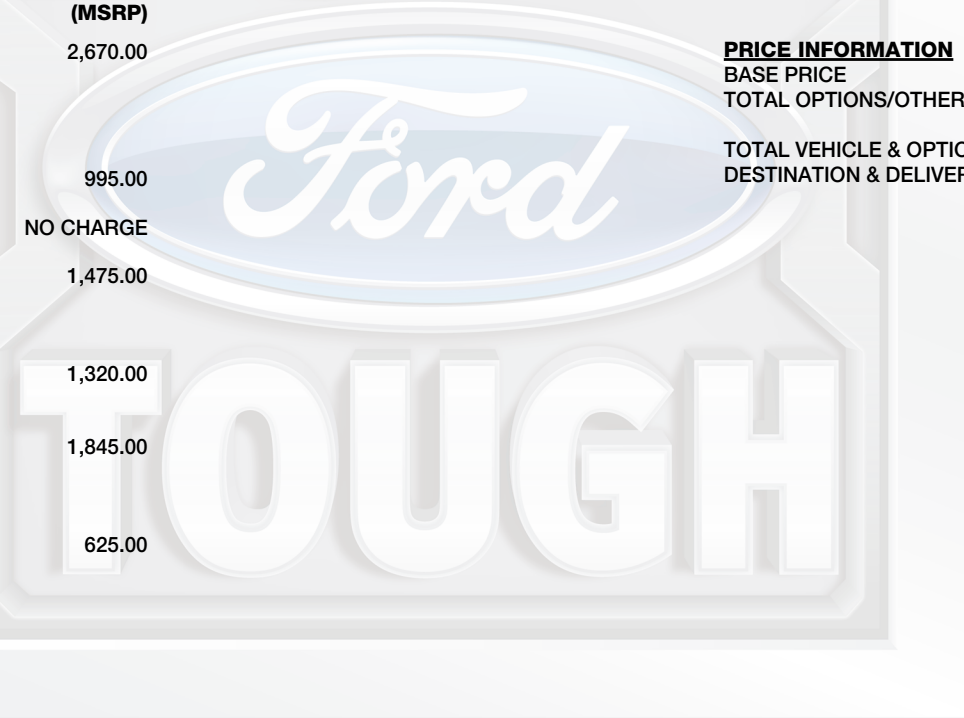 (MSRP)
2,670.00
995.00
NO CHARGE
1,475.00
1,320.00
1,845.00
625.00
PRICE INFORMATION
BASE PRICE
TOTAL OPTIONS/OTHER
TOTAL VEHICLE & OPTIO
DESTINATION & DELIVER
Ford
TOUGH